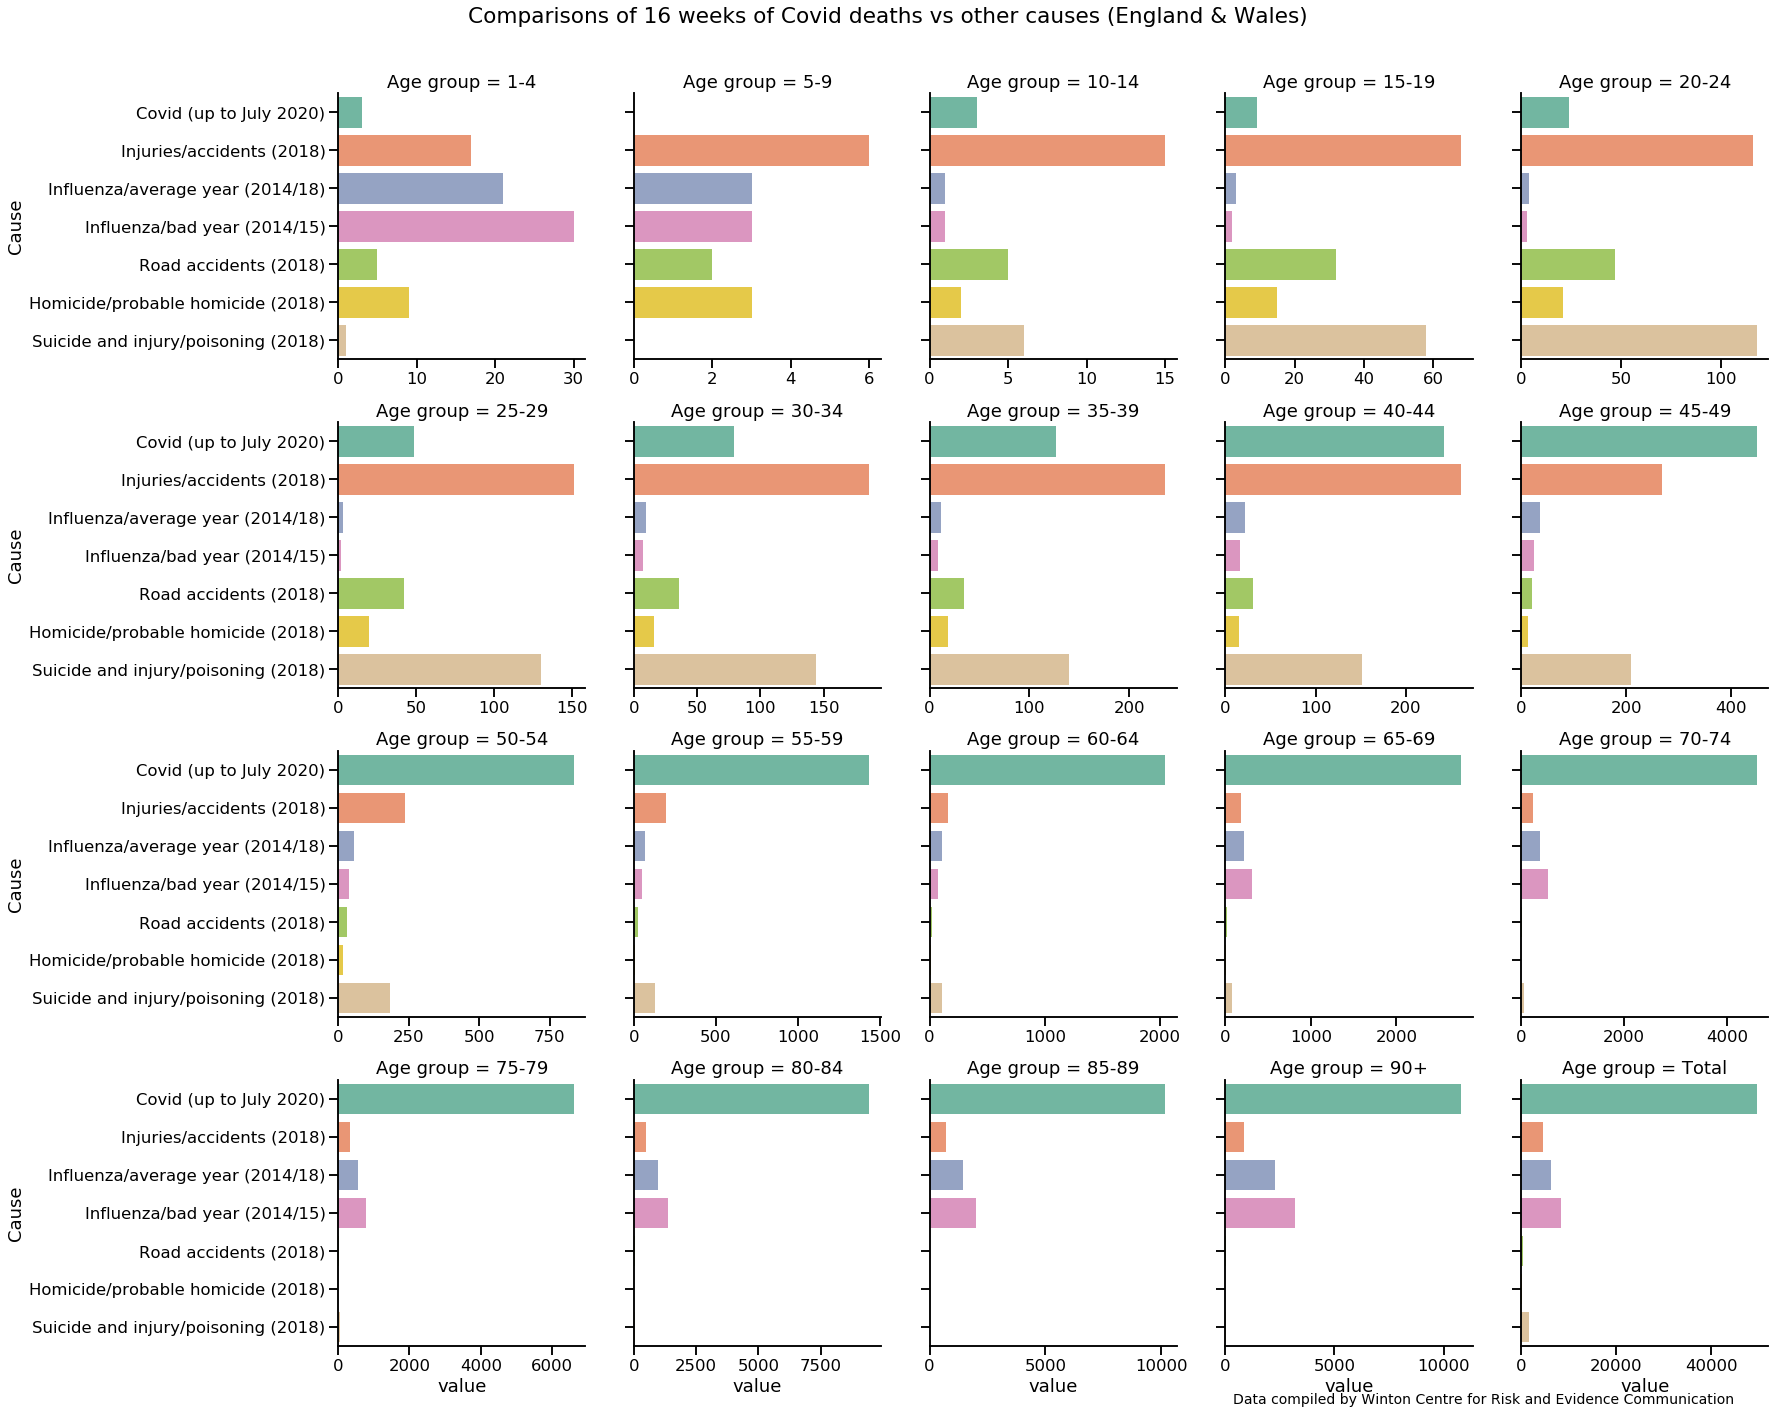 Comparisons of 16 weeks of Covid deaths vs other causes (England & Wales)
Age group = 1-4
Age group = 5-9
Age group = 10-14
Age group = 15-19
Age group = 20-24
Cause
Covid (up to July 2020)
Injuries/accidents (2018)
Influenza/average year (2014/18)
Influenza/bad year (2014/15)
Road accidents (2018)
Homicide/probable homicide (2018)
Suicide and injury/poisoning (2018)
0 10 20 30
0 2 4 6
0 5 10 15
0 20 40 60
0 50 100
Age group = 25-29
Age group = 30-34
Age group = 35-39
Age group = 40-44
Age group = 45-49
Cause
Covid (up to July 2020)
Injuries/accidents (2018)
Influenza/average year (2014/18)
Influenza/bad year (2014/15)
Road accidents (2018)
Homicide/probable homicide (2018)
Suicide and injury/poisoning (2018)
0 50 100 150
0 50 100 150
0 100 200
0 100 200
0 200 400
Age group = 50-54
Age group = 55-59
Age group = 60-64
Age group = 65-69
Age group = 70-74
Cause
Covid (up to July 2020)
Injuries/accidents (2018)
Influenza/average year (2014/18)
Influenza/bad year (2014/15)
Road accidents (2018)
Homicide/probable homicide (2018)
Suicide and injury/poisoning (2018)
0 250 500 750
0 500 1000 1500
0 1000 2000
0 1000 2000
0 2000 4000
Age group = 75-79
Age group = 80-84
Age group = 85-89
Age group = 90+
Age group = Total
Cause
Covid (up to July 2020)
Injuries/accidents (2018)
Influenza/average year (2014/18)
Influenza/bad year (2014/15)
Road accidents (2018)
Homicide/probable homicide (2018)
Suicide and injury/poisoning (2018)
0 2000 4000 6000
0 2500 5000 7500
0 5000 10000
0 5000 10000
0 20000 40000
value
value
value
value
value
Data compiled by Winton Centre for Risk and Evidence Communication